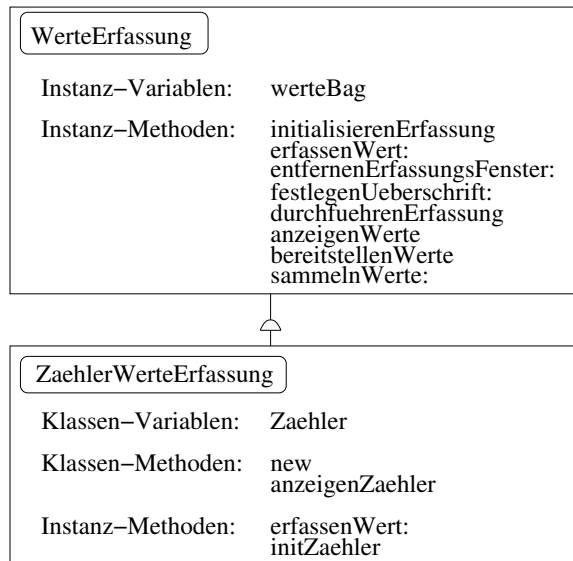 WerteErfassung
Instanz−Variablen: werteBag
Instanz−Methoden: initialisierenErfassung
erfassenWert:
entfernenErfassungsFenster:
festlegenUeberschrift:
durchfuehrenErfassung
anzeigenWerte
bereitstellenWerte
sammelnWerte:
ZaehlerWerteErfassung
Klassen−Variablen: Zaehler
Klassen−Methoden: new
anzeigenZaehler
Instanz−Methoden: erfassenWert:
initZaehler